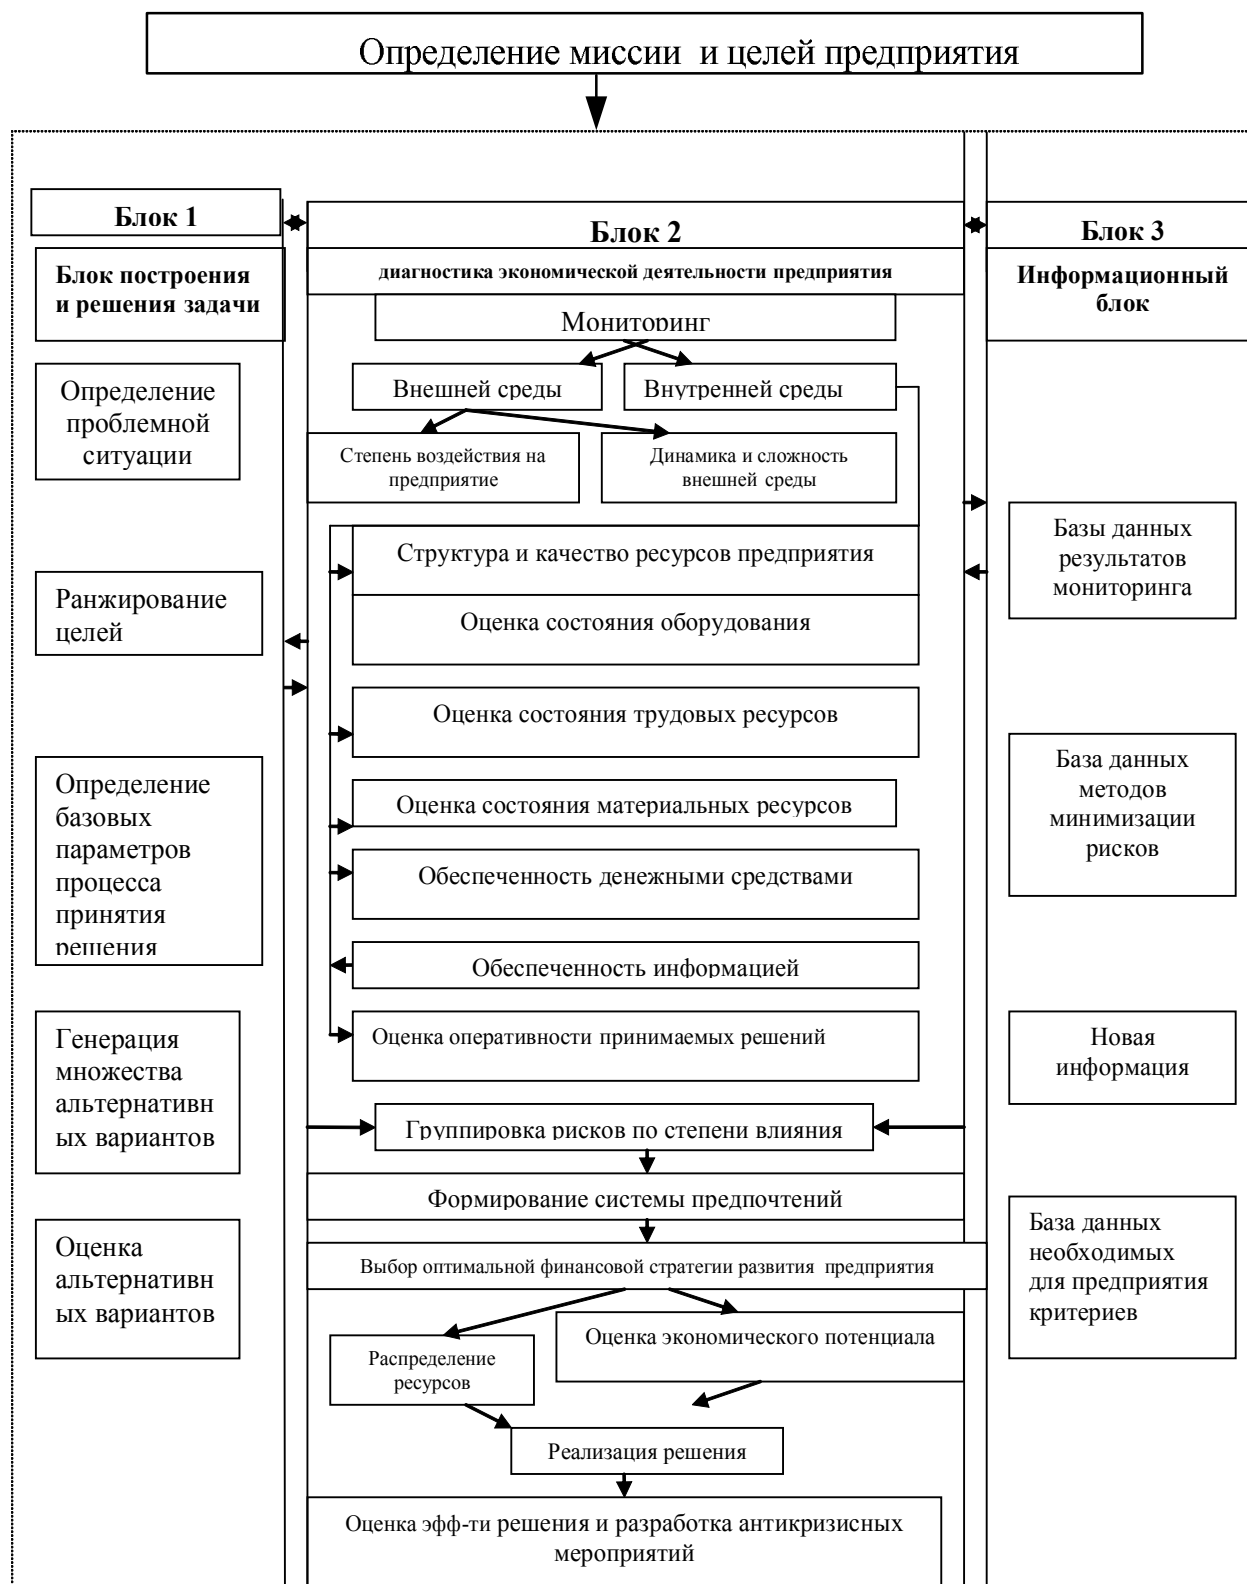 Определение миссии и целей предприятия
Блок 1
Блок построения
и решения задачи
Определение
проблемной
ситуации
Ранжирование
целей
Определение
базовых
параметров
процесса
принятия
решения
Генерация
множества
альтернативн
ых вариантов
Оценка
альтернативн
ых вариантов
Блок 2
диагностика экономической деятельности предприятия
Мониторинг
Внешней среды
Внутренней среды
Степень воздействия на
предприятие
Динамика и сложность
внешней среды
Структура и качество ресурсов предприятия
Оценка состояния оборудования
Оценка состояния трудовых ресурсов
Оценка состояния материальных ресурсов
Обеспеченность денежными средствами
Обеспеченность информацией
Оценка оперативности принимаемых решений
Группировка рисков по степени влияния
Формирование системы предпочтений
Выбор оптимальной финансовой стратегии развития предприятия
Распределение
ресурсов
Оценка экономического потенциала
Реализация решения
Оценка эфф-ти решения и разработка антикризисных
мероприятий
Блок 3
Информационный
блок
Базы данных
результатов
мониторинга
База данных
методов
минимизации
рисков
Новая
информация
База данных
необходимых
для предприятия
критериев